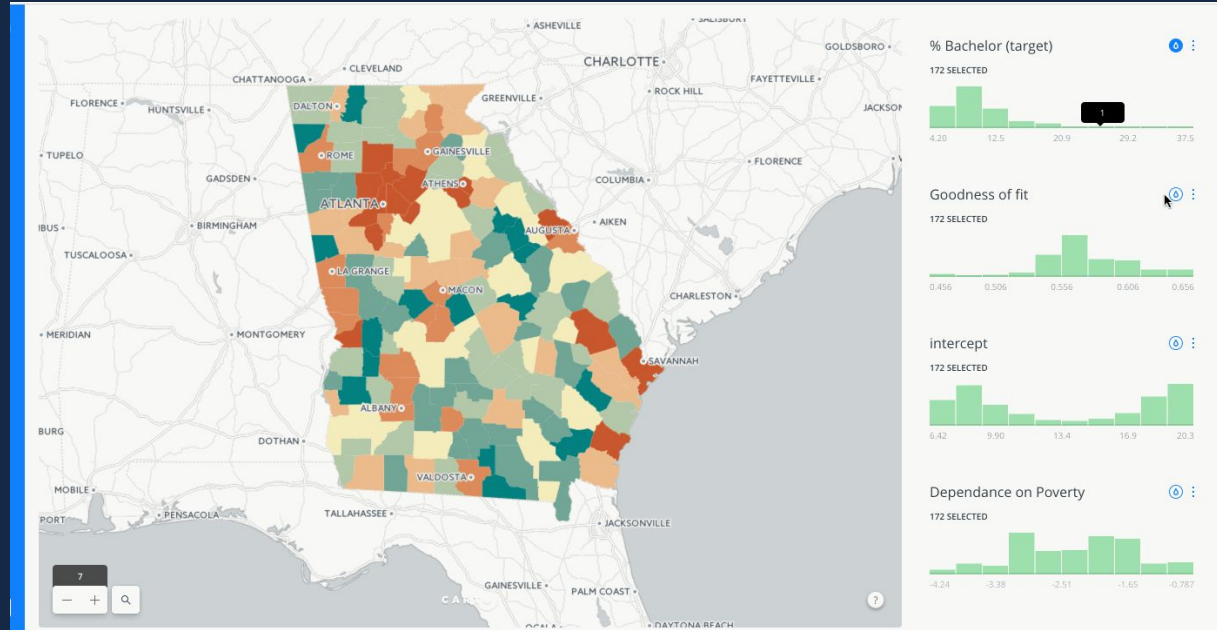 ASHEVILLE
SALISBURY
GOLDSBORO
CHARLOTTE
CLEVELAND
CHATTANOOGA
FAYETTEVILLE
ROCK HILL
GREENVILLE
FLORENCE
HUNTSVILLE
DALTON
JACKSON
TUPELO
ROME
GAINESVILLE
FLORENCE
GADSDEN
ATHENS
COLUMBIA
ATLANTA
BIRMINGHAM
IBUS
AUGUSTA
AIKEN
TUSCALOOSA
LA GRANGE
MACON
CHARLESTON
MERIDIAN
MONTGOMERY
SAVANNAH
ALBANY
BURG
DOTHAN
VALDOSTA
MOBILE
PORT
PENSACOLA
TALLAHASSEE
JACKSONVILLE
GAINESVILLE
PALM COAST
OCALA
DAYTONA BEACH
7
− +
?
% Bachelor (target)
172 SELECTED
1
4.20 12.5 20.9 29.2 37.5
Goodness of fit
172 SELECTED
0.456 0.506 0.556 0.606 0.656
intercept
172 SELECTED
6.42 9.90 13.4 16.9 20.3
Dependance on Poverty
172 SELECTED
-4.24 -3.38 -2.51 -1.65 -0.787